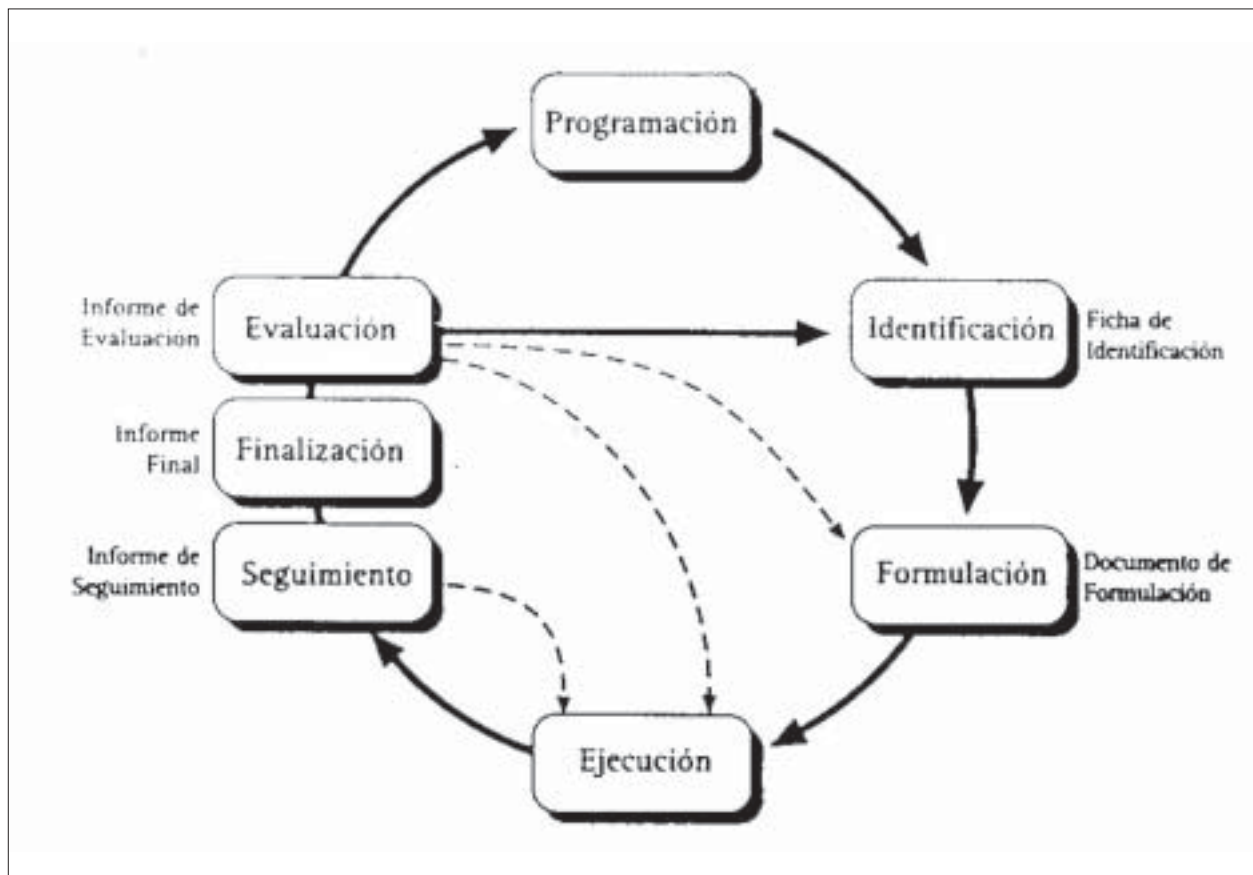 Programación
Informe de
Evaluación
Evaluación
Identificación
Ficha de
Identificación
Informe
Final
Finalización
Informe de
Seguimiento
Seguimiento
Formulación
Documento de
Formulación
Ejecución